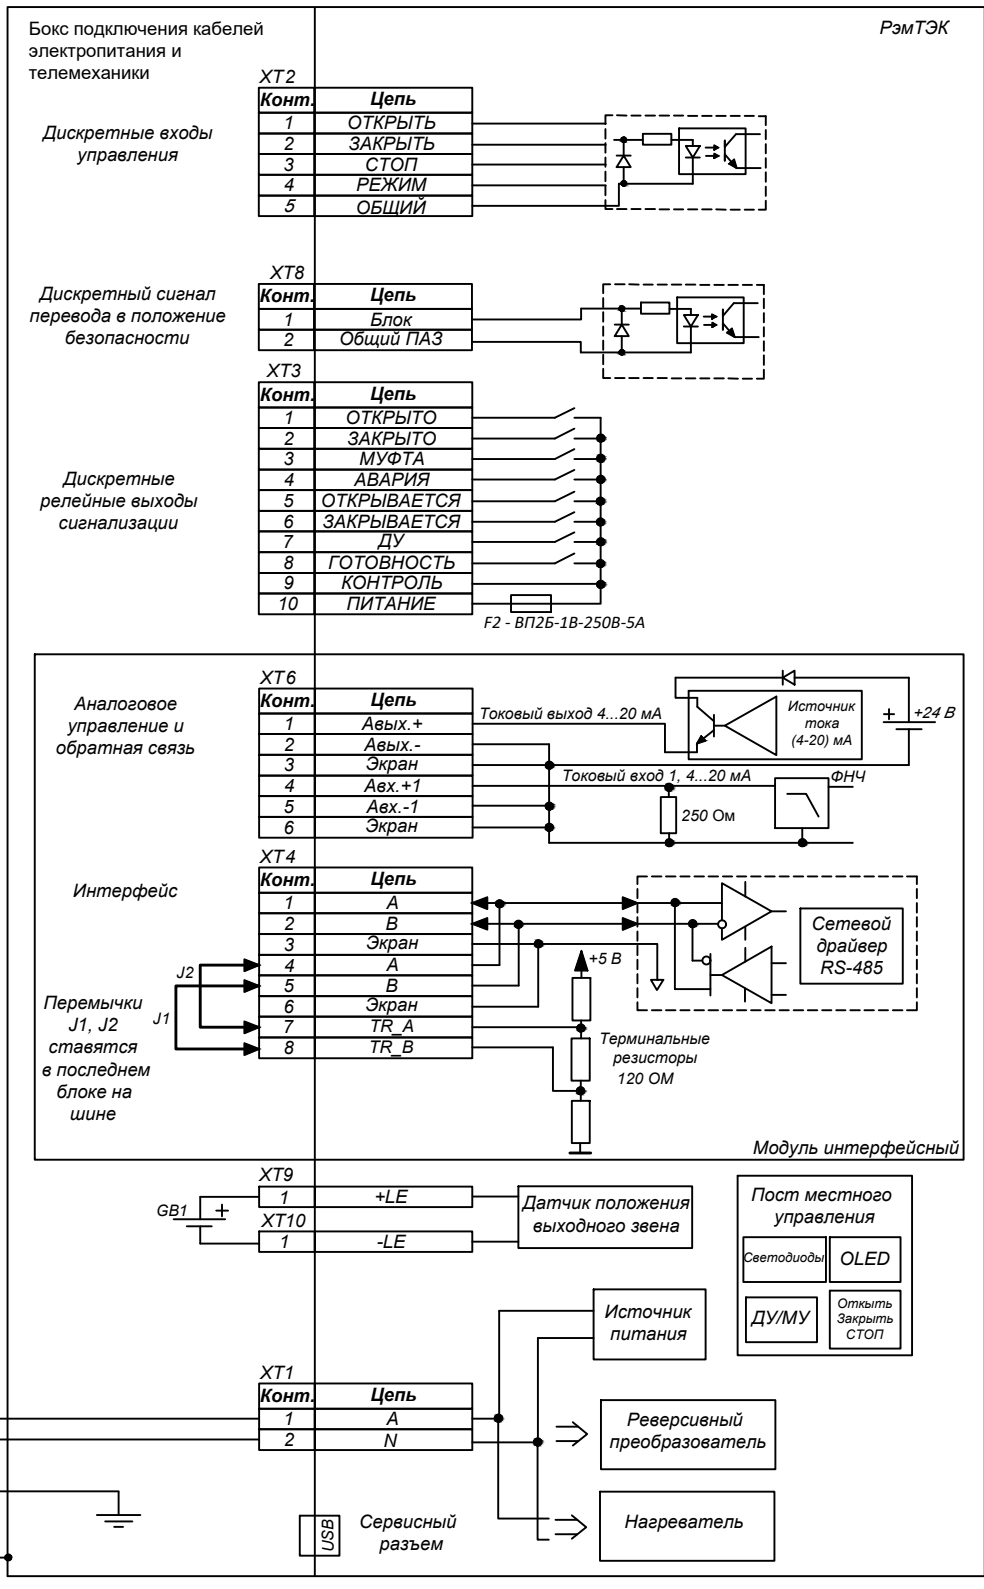 Бокс подключения кабелей
электропитания и
телемеханики
РэмТЭК
XT2
Конт. Цепь
1 ОТКРЫТЬ
2 ЗАКРЫТЬ
3 СТОП
4 РЕЖИМ
5 ОБЩИЙ
Дискретные входы
управления
XT8
Конт. Цепь
1 Блок
2 Общий ПАЗ
Дискретный сигнал
перевода в положение
безопасности
XT3
Конт. Цепь
1 ОТКРЫТО
2 ЗАКРЫТО
3 МУФТА
4 АВАРИЯ
5 ОТКРЫВАЕТСЯ
6 ЗАКРЫВАЕТСЯ
7 ДУ
8 ГОТОВНОСТЬ
9 КОНТРОЛЬ
10 ПИТАНИЕ
Дискретные
релейные выходы
сигнализации
F2 - ВП2Б-1В-250В-5А
XT6
Конт. Цепь
1 Авых.+
2 Авых.-
3 Экран
4 Авх.+1
5 Авх.-1
6 Экран
Аналоговое
управление и
обратная связь
Токовый выход 4...20 мА
Источник
тока
(4-20) мА
+
+24 В
Токовый вход 1, 4...20 мА
ФНЧ
250 Ом
XT4
Конт. Цепь
1 A
2 B
3 Экран
4 A
5 B
6 Экран
7 TR_A
8 TR_B
Интерфейс
J2
J1
Перемычки
J1, J2
ставятся
в последнем
блоке на
шине
+5 В
Терминальные
резисторы
120 ОМ
Сетевой
драйвер
RS-485
Модуль интерфейсный
XT9
1 +LE
XT10
1 -LE
GB1
+
Датчик положения
выходного звена
Пост местного
управления
Светодиоды
OLED
ДУ/МУ
Откыть
Закрыть
СТОП
Источник
питания
XT1
Конт. Цепь
1 A
2 N
Реверсивный
преобразователь
Нагреватель
USB
Сервисный
разъем